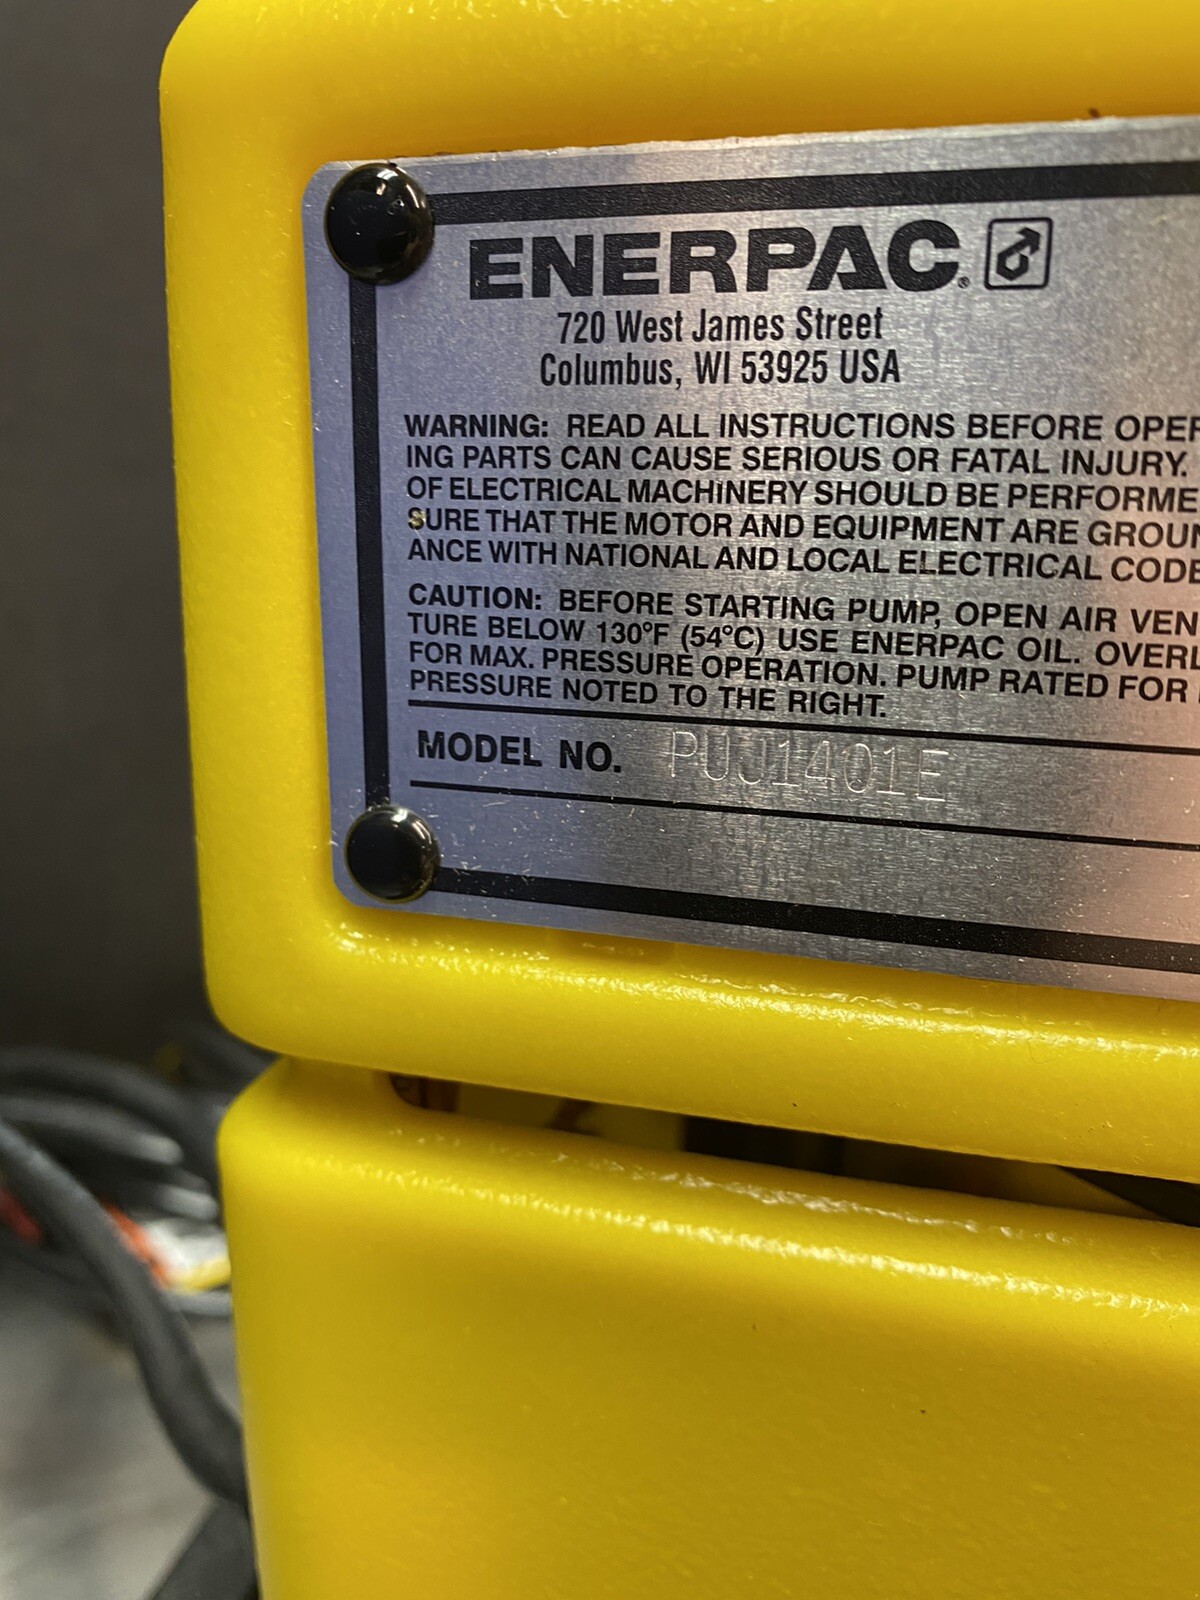 ENERPAC®
720 West James Street
Columbus, WI 53925 USA
WARNING: READ ALL INSTRUCTIONS BEFORE OPER
ING PARTS CAN CAUSE SERIOUS OR FATAL INJURY.
OF ELECTRICAL MACHINERY SHOULD BE PERFORME
SURE THAT THE MOTOR AND EQUIPMENT ARE GROUN
ANCE WITH NATIONAL AND LOCAL ELECTRICAL CODE
CAUTION: BEFORE STARTING PUMP, OPEN AIR VEN
TURE BELOW 130°F (54°C) USE ENERPAC OIL. OVERL
FOR MAX. PRESSURE OPERATION. PUMP RATED FOR
PRESSURE NOTED TO THE RIGHT.
MODEL NO. PUJ1401E